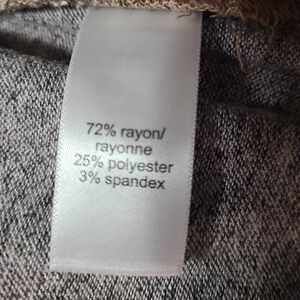 72% rayon/
rayonne
25% polyester
3% spandex